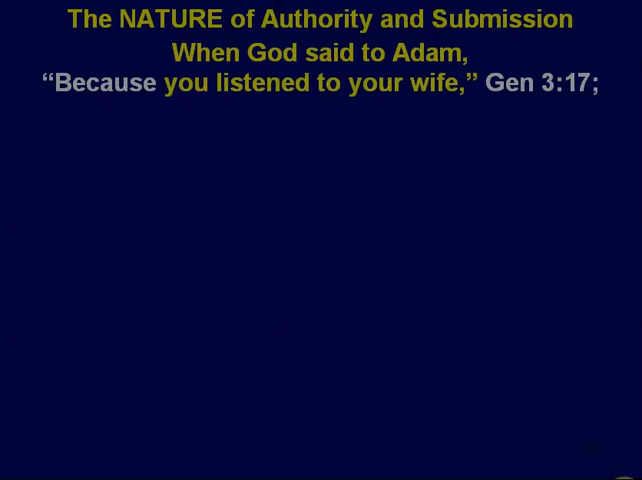 The NATURE of Authority and Submission
When God said to Adam,
“Because you listened to your wife,” Gen 3:17;